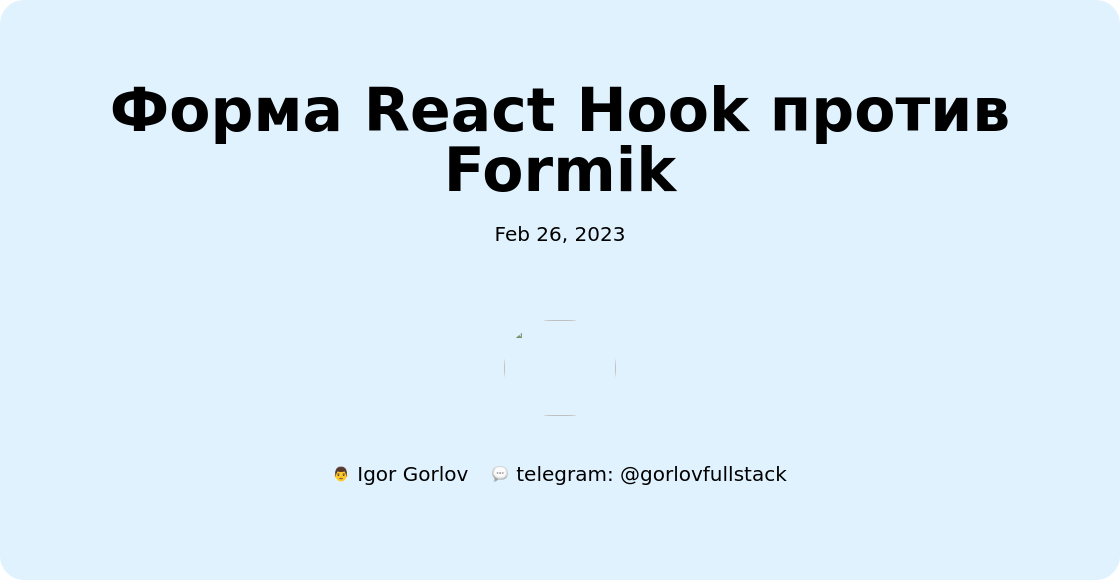 Форма React Hook против
Formik
Feb 26, 2023
👨 Igor Gorlov 💬 telegram: @gorlovfullstack